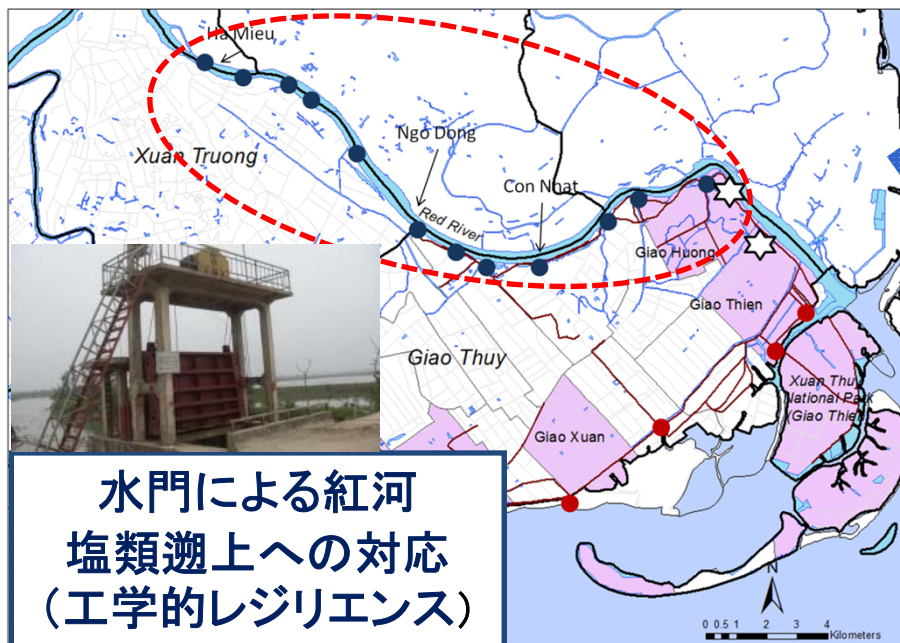 Ha Mieu
Xuan Truong
Ngo Dong
Con Nhat
Red River
Giao Huong
Giao Thien
Giao Thuy
Xuan Thuy
National Park
(Giao Thien)
Giao Xuan
水門による紅河
塩類遡上への対応
(工学的レジリエンス)
N
0 0.5 1 2 3 4
Kilometers